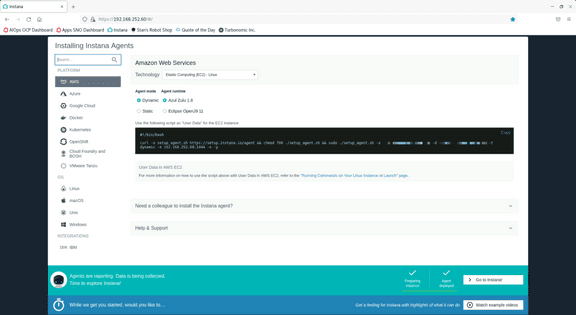 Instana
https://192.168.252.60/#/
AIOps OCP Dashboard Apps SNO Dashboard Instana Stan's Robot Shop Quote of the Day Turbonomic Inc.
Installing Instana Agents
Search
PLATFORM
AWS
Azure
Google Cloud
Docker
Kubernetes
OpenShift
Cloud Foundry and BOSH
VMware Tanzu
OS
Linux
macOS
Unix
Windows
INTEGRATIONS
IBM
Amazon Web Services
Technology Elastic Computing (EC2) - Linux
Agent mode Agent runtime
Dynamic Azul Zulu 1.8
Static Eclipse OpenJ9 11
Use the following script as "User Data" for the EC2 instance
Copy
#!/bin/bash
curl -o setup_agent.sh https://setup.instana.io/agent && chmod 700 ./setup_agent.sh && sudo ./setup_agent.sh -a
dynamic -e 192.168.252.60:1444 -s -y
User Data in AWS EC2
For more information on how to use the script above with User Data in AWS EC2, refer to the "Running Commands on Your Linux Instance at Launch" page.
Need a colleague to install the Instana agent?
Help & Support
Agents are reporting. Data is being collected.
Time to explore Instana!
Preparing instance
Agent deployed
Go to Instana!
While we get you started, would you like to...
Get a feeling for Instana with highlights of what it can do
Watch example videos